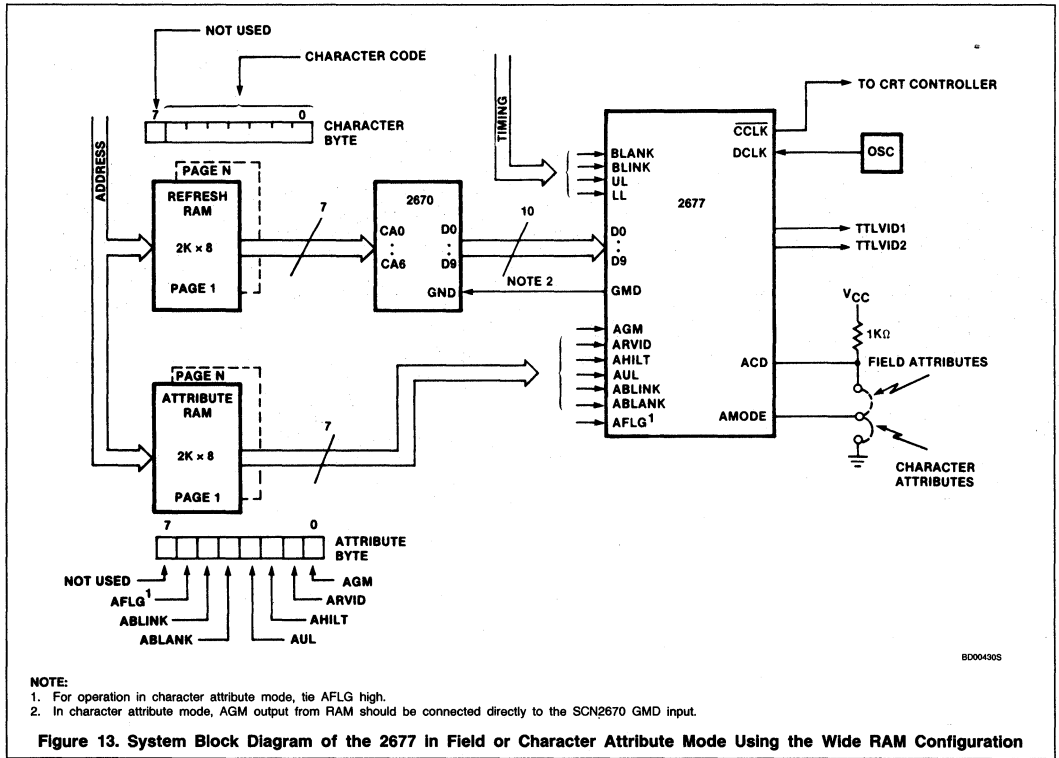 NOT USED
CHARACTER CODE
7 0
CHARACTER
BYTE
ADDRESS
TIMING
TO CRT CONTROLLER
CCLK
DCLK
OSC
BLANK
BLINK
UL
LL
2677
PAGE N
REFRESH
RAM
2K × 8
PAGE 1
7
2670
CA0
:
CA6
D0
:
D9
GND
10
NOTE 2
D0
:
D9
GMD
TTLVID1
TTLVID2
VCC
1KΩ
FIELD ATTRIBUTES
ACD
AMODE
CHARACTER
ATTRIBUTES
AGM
ARVID
AHILT
AUL
ABLINK
ABLANK
AFLG1
PAGE N
ATTRIBUTE
RAM
2K × 8
PAGE 1
7
7 0
ATTRIBUTE
BYTE
NOT USED
AFLG1
ABLINK
ABLANK
AUL
AHILT
ARVID
AGM
BD00430S
NOTE:
1. For operation in character attribute mode, tie AFLG high.
2. In character attribute mode, AGM output from RAM should be connected directly to the SCN2670 GMD input.
Figure 13. System Block Diagram of the 2677 in Field or Character Attribute Mode Using the Wide RAM Configuration